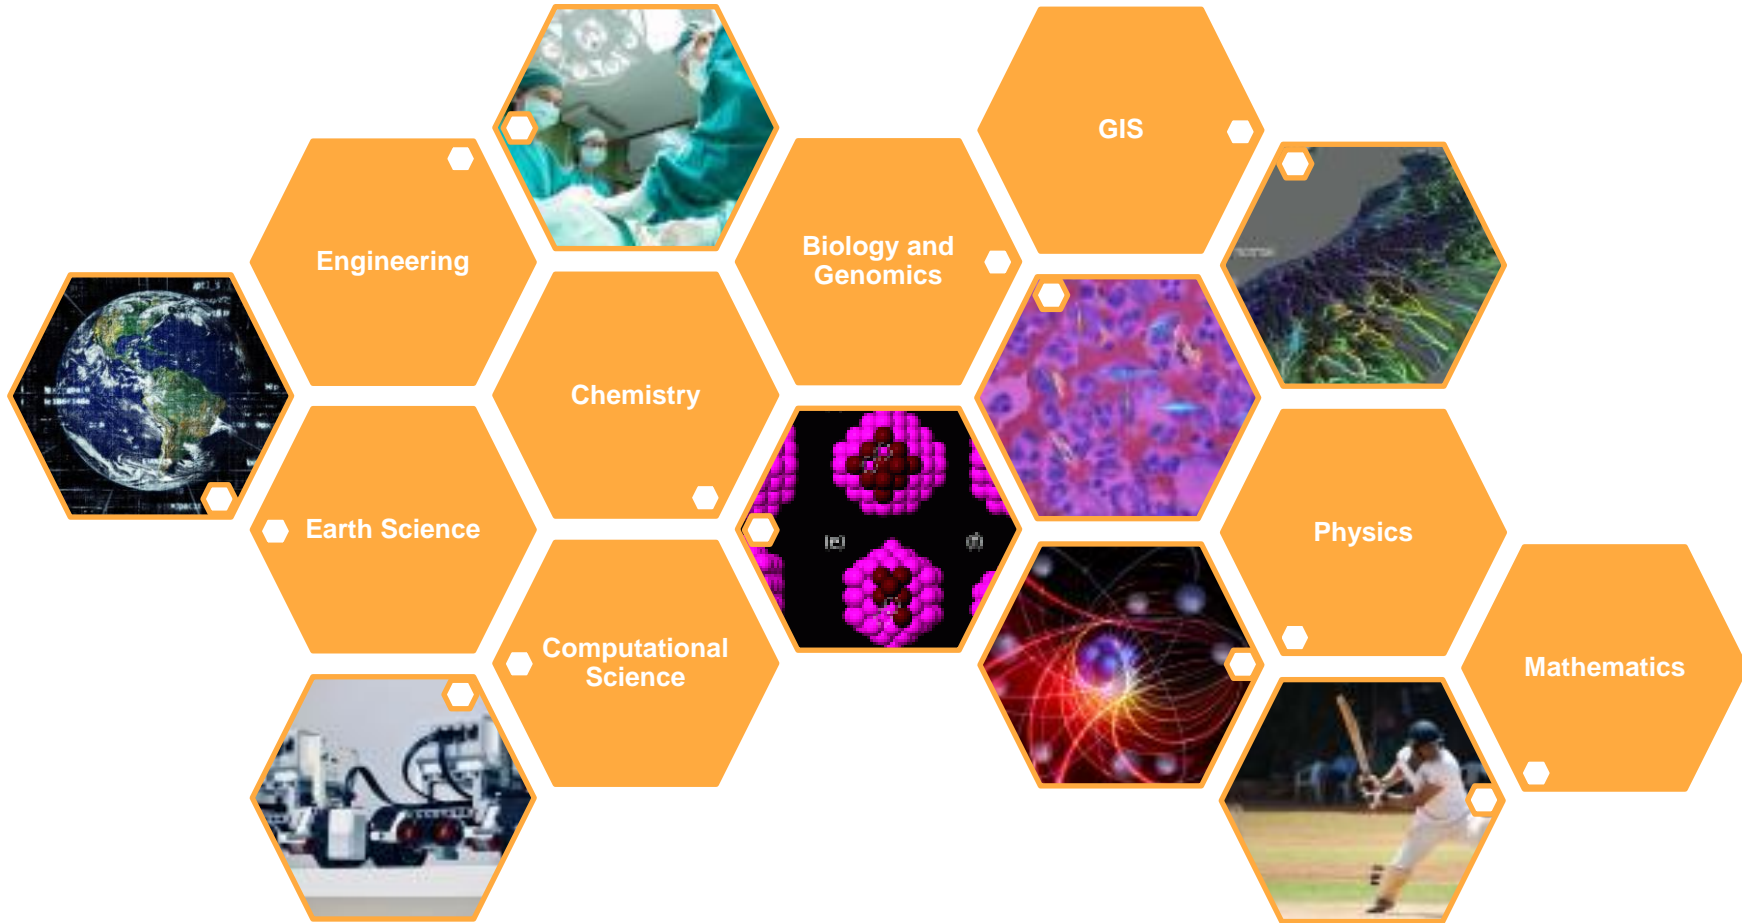 GIS
Engineering
Biology and
Genomics
Chemistry
Earth Science
(e)
(f)
Physics
Computational
Science
Mathematics